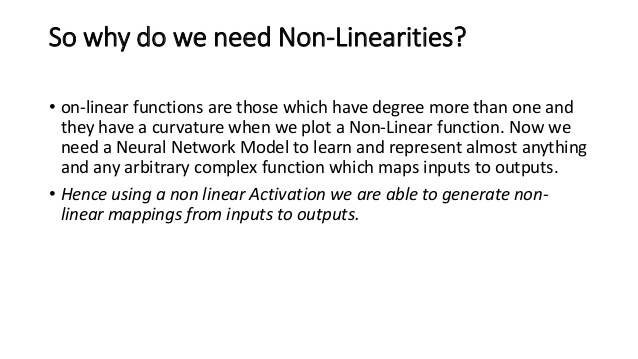 So why do we need Non-Linearities?
• on-linear functions are those which have degree more than one and
they have a curvature when we plot a Non-Linear function. Now we
need a Neural Network Model to learn and represent almost anything
and any arbitrary complex function which maps inputs to outputs.
• Hence using a non linear Activation we are able to generate non-
linear mappings from inputs to outputs.